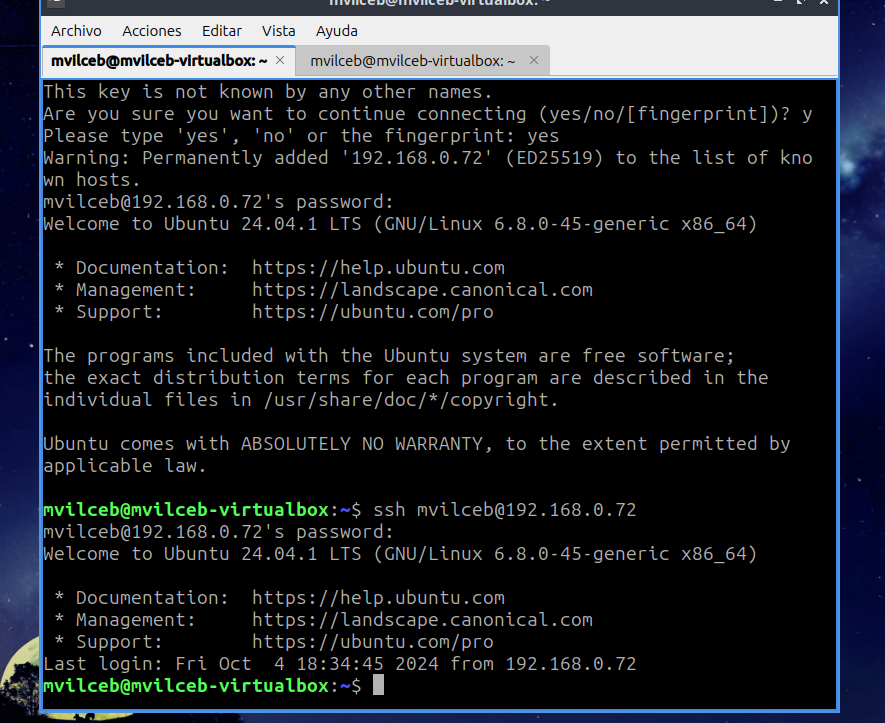 mvilceb@mvilceb-virtualbox: ~
Archivo Acciones Editar Vista Ayuda
mvilceb@mvilceb-virtualbox: ~ × mvilceb@mvilceb-virtualbox: ~ ×
This key is not known by any other names.
Are you sure you want to continue connecting (yes/no/[fingerprint])? y
Please type 'yes', 'no' or the fingerprint: yes
Warning: Permanently added '192.168.0.72' (ED25519) to the list of kno
wn hosts.
mvilceb@192.168.0.72's password:
Welcome to Ubuntu 24.04.1 LTS (GNU/Linux 6.8.0-45-generic x86_64)
* Documentation: https://help.ubuntu.com
* Management: https://landscape.canonical.com
* Support: https://ubuntu.com/pro
The programs included with the Ubuntu system are free software;
the exact distribution terms for each program are described in the
individual files in /usr/share/doc/*/copyright.
Ubuntu comes with ABSOLUTELY NO WARRANTY, to the extent permitted by
applicable law.
mvilceb@mvilceb-virtualbox:~$ ssh mvilceb@192.168.0.72
mvilceb@192.168.0.72's password:
Welcome to Ubuntu 24.04.1 LTS (GNU/Linux 6.8.0-45-generic x86_64)
* Documentation: https://help.ubuntu.com
* Management: https://landscape.canonical.com
* Support: https://ubuntu.com/pro
Last login: Fri Oct  4 18:34:45 2024 from 192.168.0.72
mvilceb@mvilceb-virtualbox:~$